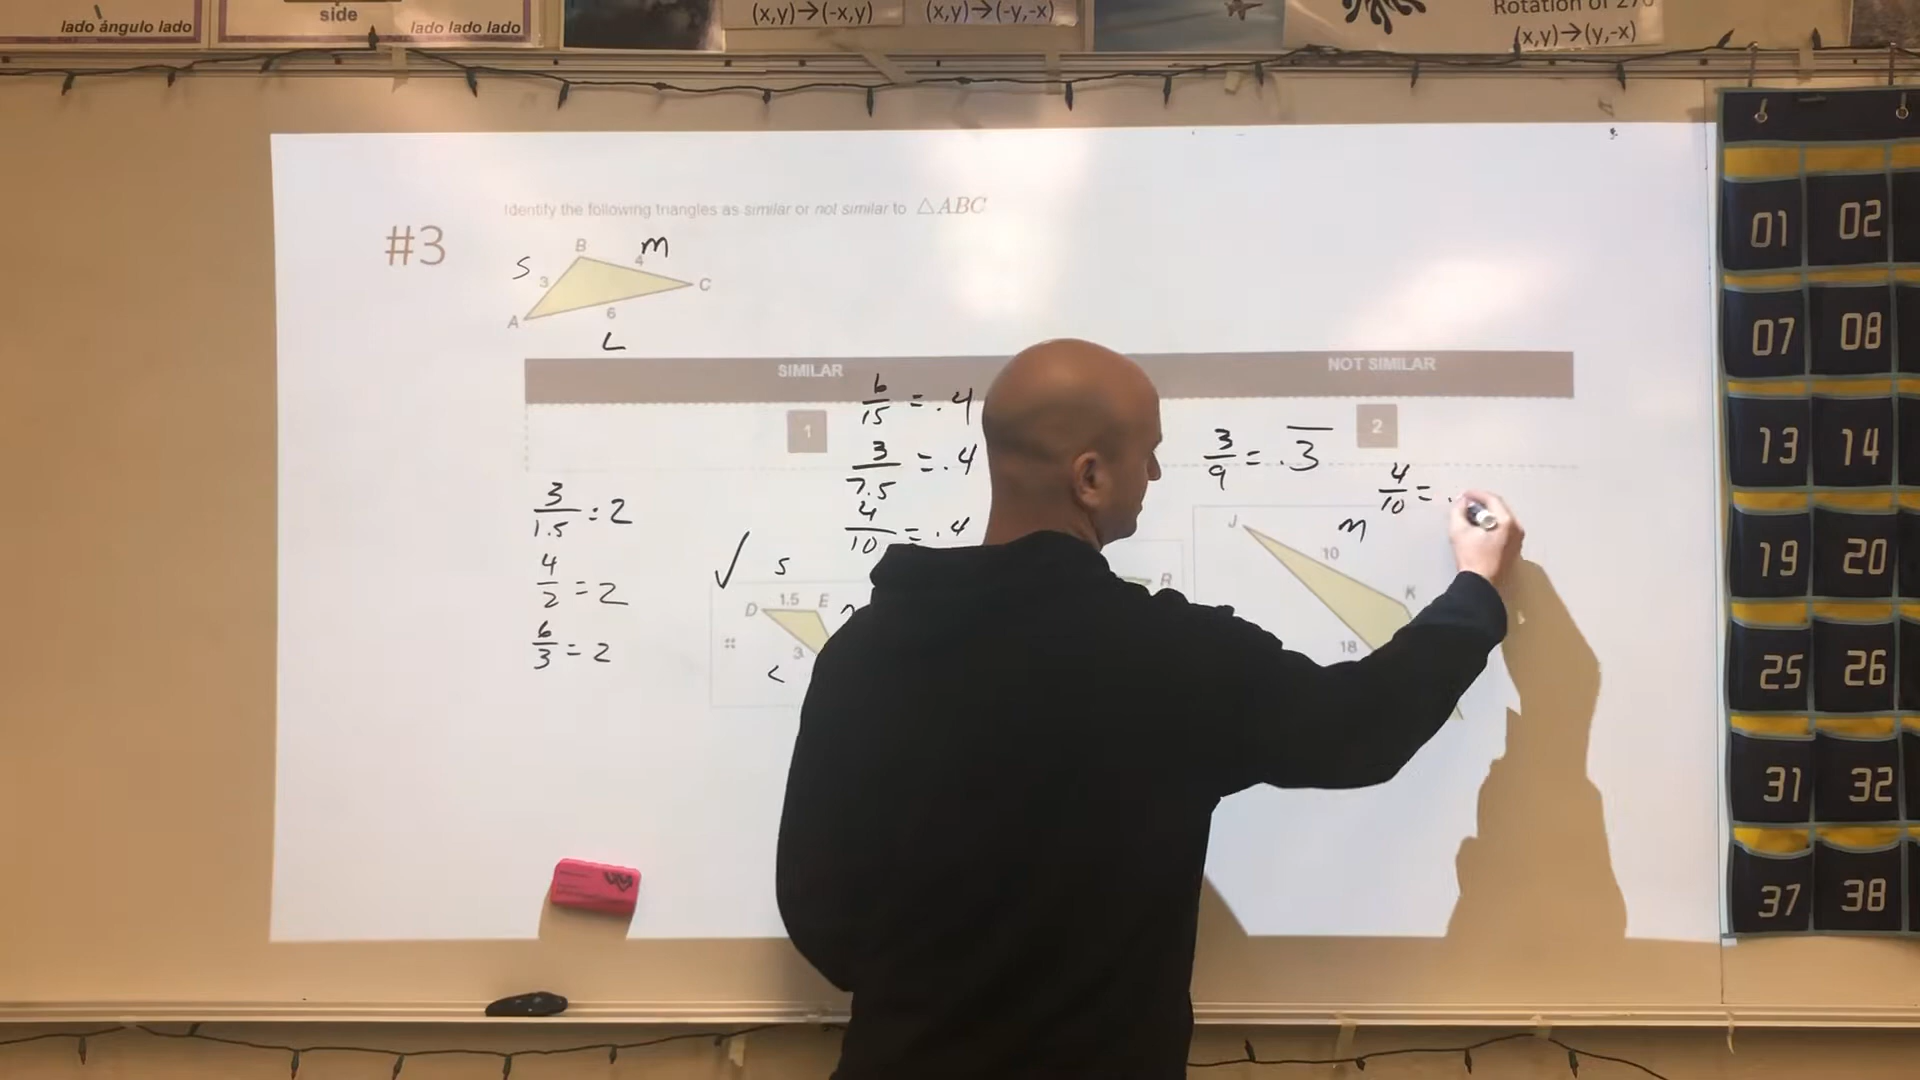 lado ángulo lado
side
lado lado lado
(x,y)→(-x,y)
(x,y)→(-y,-x)
Rotation of 270
(x,y)→(y,-x)
#3
Identify the following triangles as similar or not similar to △ABC
S
B
m
3
4
C
A
6
L
SIMILAR
NOT SIMILAR
1
2
6/15 = .4
3/7.5 = .4
4/10 = .4
3/9 = .3̅
4/10 = .
3/1.5 = 2
4/2 = 2
6/3 = 2
✓
S
D
1.5
E
3
L
R
J
m
10
K
18
01 02
07 08
13 14
19 20
25 26
31 32
37 38